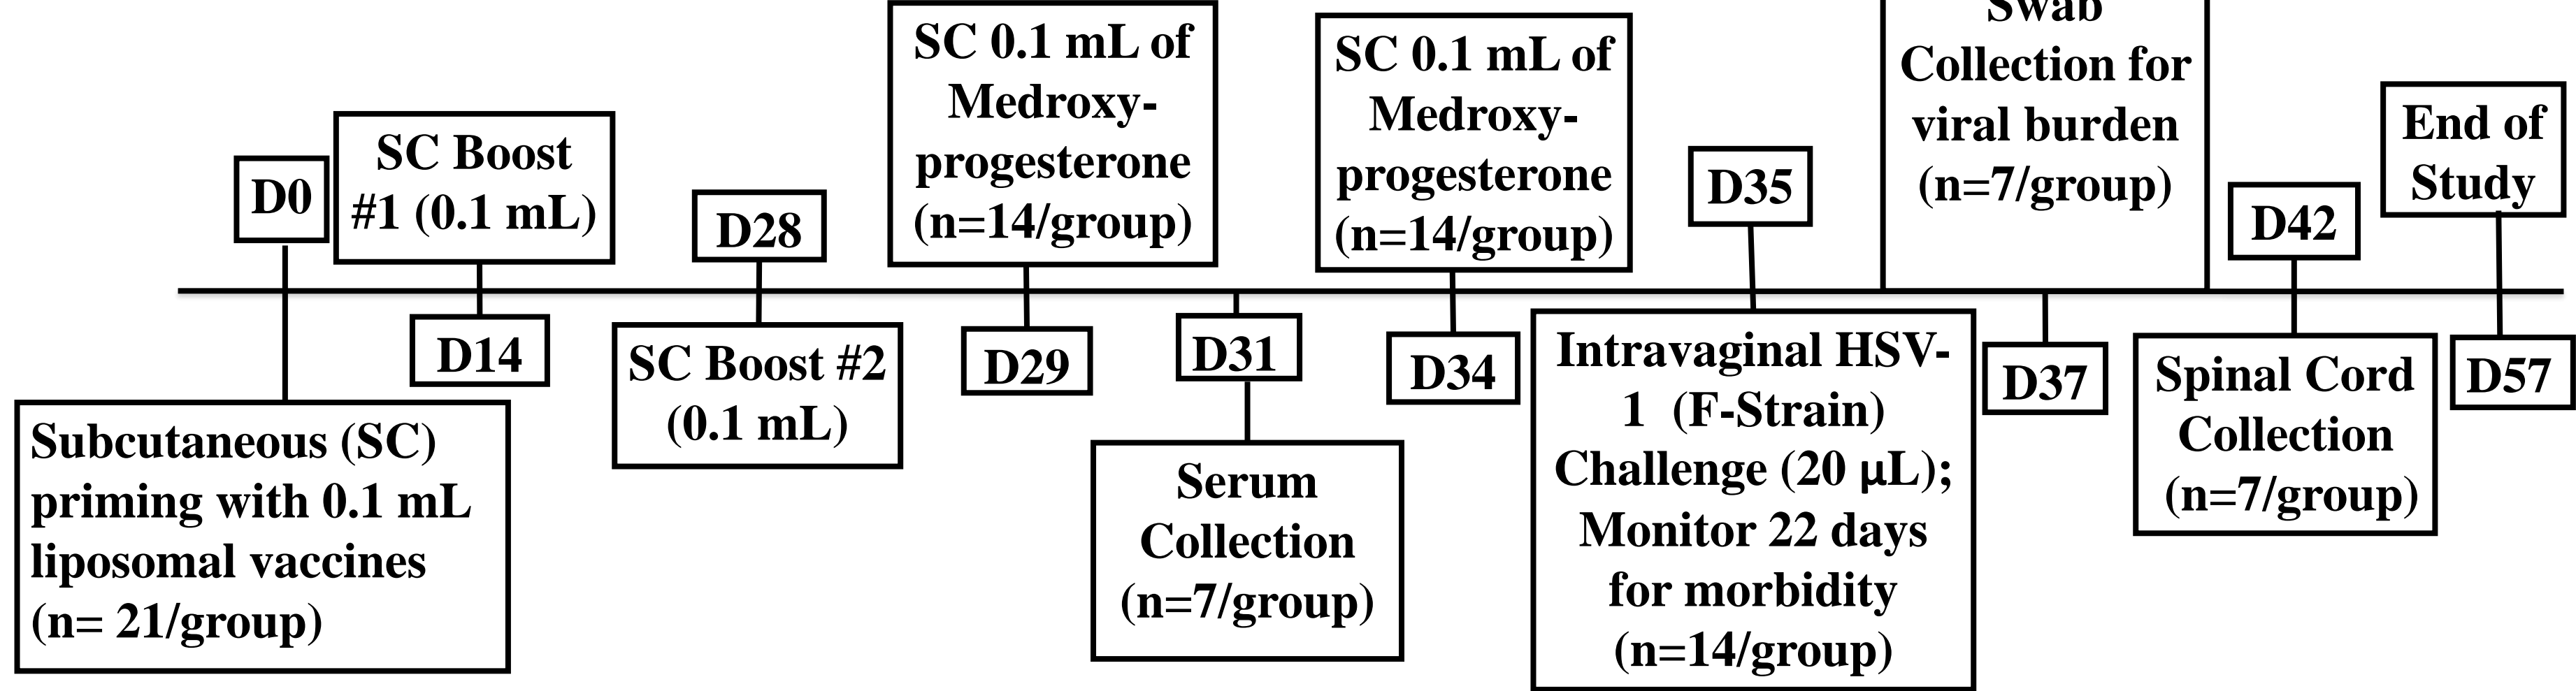 D0
Subcutaneous (SC)
priming with 0.1 mL
liposomal vaccines
(n= 21/group)
SC Boost
#1 (0.1 mL)
D14
D28
SC Boost #2
(0.1 mL)
SC 0.1 mL of
Medroxy-
progesterone
(n=14/group)
D29
D31
Serum
Collection
(n=7/group)
SC 0.1 mL of
Medroxy-
progesterone
(n=14/group)
D34
D35
Intravaginal HSV-
1 (F-Strain)
Challenge (20 µL);
Monitor 22 days
for morbidity
(n=14/group)
Swab
Collection for
viral burden
(n=7/group)
D37
D42
Spinal Cord
Collection
(n=7/group)
End of
Study
D57